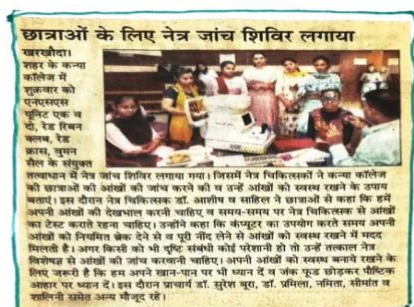 छात्राओं के लिए नेत्र जांच शिविर लगाया
खरखौदा।
शहर के कन्या
कॉलेज में
शुक्रवार को
एनएसएस
यूनिट एक व
दो, रेड रिबन
क्लब, रेड
क्रास, वुमन
सैल के संयुक्त
तत्वाधान में नेत्र जांच शिविर लगाया गया। जिसमें नेत्र चिकित्सकों ने कन्या कॉलेज
की छात्राओं की आंखों की जांच करने की व उन्हें आंखों को स्वस्थ रखने के उपाय
बताएं। इस दौरान नेत्र चिकित्सक डॉ. आशीष व साहिल ने छात्राओं से कहा कि हमें
अपनी आंखों की देखभाल करनी चाहिए व समय-समय पर नेत्र चिकित्सक से आंखों
का टेस्ट कराते रहना चाहिए। उन्होंने कहा कि कंप्यूटर का उपयोग करते समय अपनी
आंखों को नियमित ब्रेक देने से व पूरी नींद लेने से आंखों को स्वस्थ रखने में मदद
मिलती है। अगर किसी को भी दृष्टि संबंधी कोई परेशानी हो तो उन्हें तत्काल नेत्र
विशेषज्ञ से आंखों की जांच करवानी चाहिए। अपनी आंखों को स्वस्थ बनाये रखने के
लिए जरूरी है कि हम अपने खान-पान पर भी ध्यान दें व जंक फूड छोड़कर पौष्टिक
आहार पर ध्यान दें। इस दौरान प्राचार्य डॉ. सुरेश बूरा, डॉ. प्रमिला, नमिता, सीमांत व
शालिनी समेत अन्य मौजूद रहे।